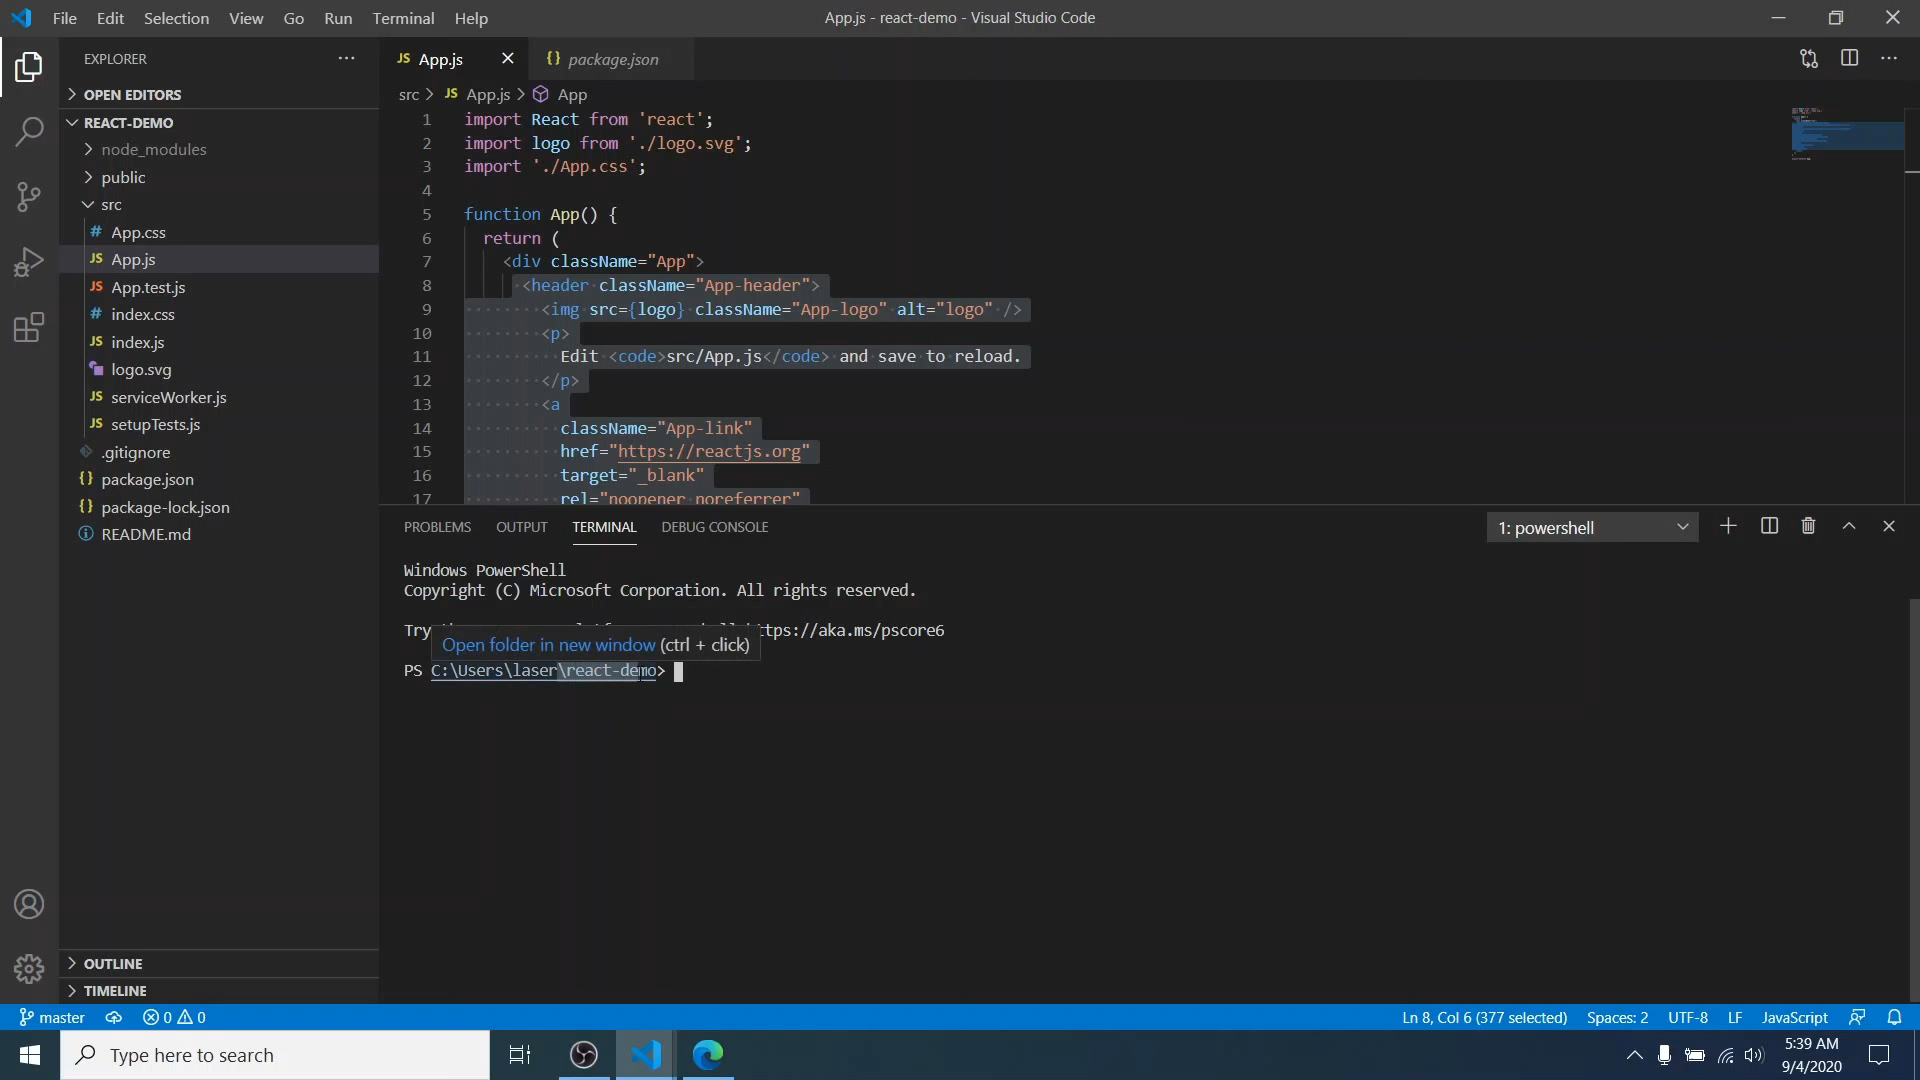 File Edit Selection View Go Run Terminal Help
App.js - react-demo - Visual Studio Code
EXPLORER
OPEN EDITORS
REACT-DEMO
node_modules
public
src
# App.css
JS App.js
JS App.test.js
# index.css
JS index.js
logo.svg
JS serviceWorker.js
JS setupTests.js
.gitignore
{} package.json
{} package-lock.json
README.md
OUTLINE
TIMELINE
JS App.js
{} package.json
src > JS App.js > App
1 import React from 'react';
2 import logo from './logo.svg';
3 import './App.css';
4
5 function App() {
6 return (
7 <div className="App">
8 <header className="App-header">
9 <img src={logo} className="App-logo" alt="logo" />
10 <p>
11 Edit <code>src/App.js</code> and save to reload.
12 </p>
13 <a
14 className="App-link"
15 href="https://reactjs.org"
16 target="_blank"
17 rel="noopener noreferrer"
PROBLEMS OUTPUT TERMINAL DEBUG CONSOLE
1: powershell
Windows PowerShell
Copyright (C) Microsoft Corporation. All rights reserved.
Try https://aka.ms/pscore6
Open folder in new window (ctrl + click)
PS C:\Users\laser\react-demo>
master 0 0
Ln 8, Col 6 (377 selected) Spaces: 2 UTF-8 LF JavaScript
Type here to search
5:39 AM
9/4/2020